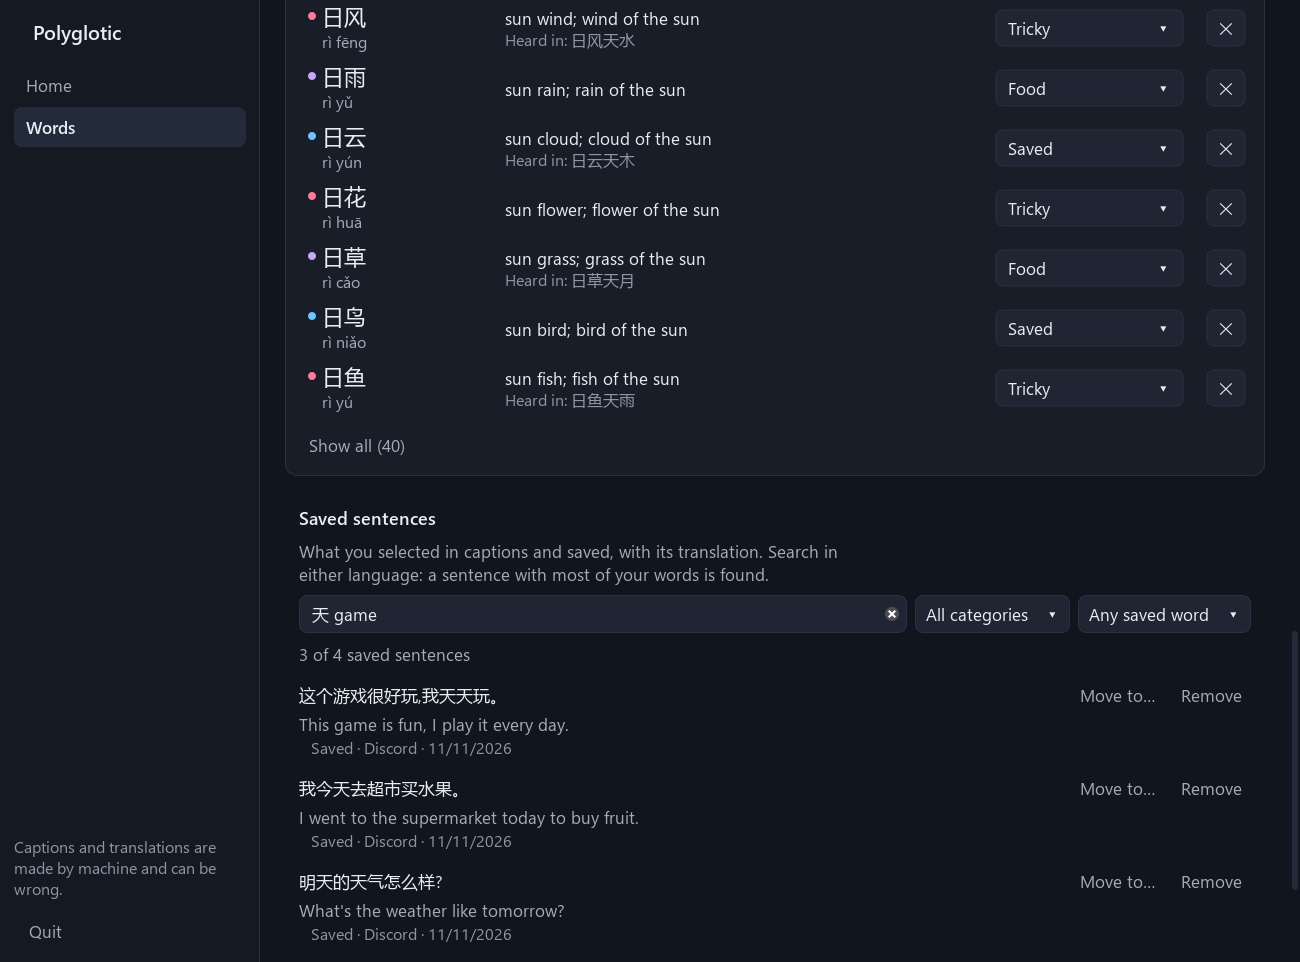 Polyglotic
Home
Words
Captions and translations are
made by machine and can be
wrong.
Quit
日风
rì fēng
sun wind; wind of the sun
Heard in: 日风天水
Tricky
日雨
rì yǔ
sun rain; rain of the sun
Food
日云
rì yún
sun cloud; cloud of the sun
Heard in: 日云天木
Saved
日花
rì huā
sun flower; flower of the sun
Tricky
日草
rì cǎo
sun grass; grass of the sun
Heard in: 日草天月
Food
日鸟
rì niǎo
sun bird; bird of the sun
Saved
日鱼
rì yú
sun fish; fish of the sun
Heard in: 日鱼天雨
Tricky
Show all (40)
Saved sentences
What you selected in captions and saved, with its translation. Search in
either language: a sentence with most of your words is found.
天 game
All categories
Any saved word
3 of 4 saved sentences
这个游戏很好玩,我天天玩。
Move to...
Remove
This game is fun, I play it every day.
Saved · Discord · 11/11/2026
我今天去超市买水果。
Move to...
Remove
I went to the supermarket today to buy fruit.
Saved · Discord · 11/11/2026
明天的天气怎么样?
Move to...
Remove
What's the weather like tomorrow?
Saved · Discord · 11/11/2026